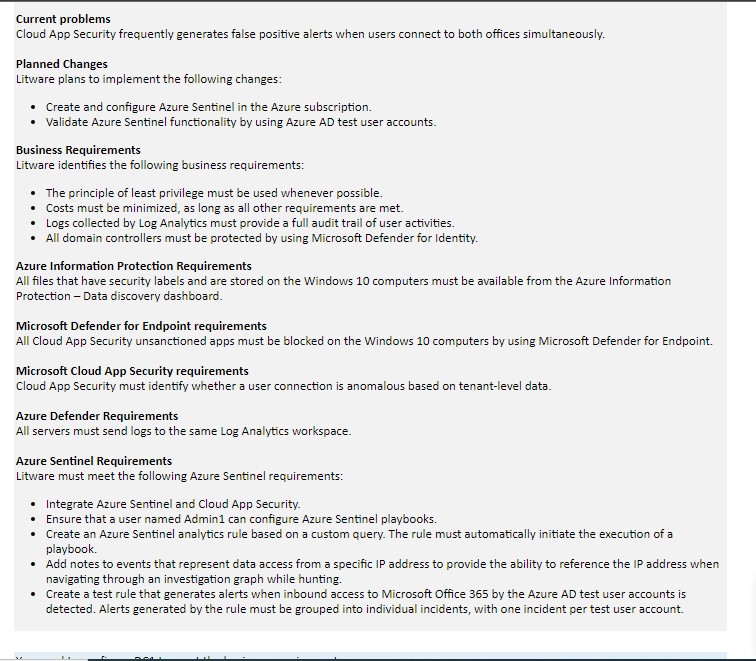 Current problems
Cloud App Security frequently generates false positive alerts when users connect to both offices simultaneously.
Planned Changes
Litware plans to implement the following changes:
• Create and configure Azure Sentinel in the Azure subscription.
• Validate Azure Sentinel functionality by using Azure AD test user accounts.
Business Requirements
Litware identifies the following business requirements:
• The principle of least privilege must be used whenever possible.
• Costs must be minimized, as long as all other requirements are met.
• Logs collected by Log Analytics must provide a full audit trail of user activities.
• All domain controllers must be protected by using Microsoft Defender for Identity.
Azure Information Protection Requirements
All files that have security labels and are stored on the Windows 10 computers must be available from the Azure Information
Protection – Data discovery dashboard.
Microsoft Defender for Endpoint requirements
All Cloud App Security unsanctioned apps must be blocked on the Windows 10 computers by using Microsoft Defender for Endpoint.
Microsoft Cloud App Security requirements
Cloud App Security must identify whether a user connection is anomalous based on tenant-level data.
Azure Defender Requirements
All servers must send logs to the same Log Analytics workspace.
Azure Sentinel Requirements
Litware must meet the following Azure Sentinel requirements:
• Integrate Azure Sentinel and Cloud App Security.
• Ensure that a user named Admin1 can configure Azure Sentinel playbooks.
• Create an Azure Sentinel analytics rule based on a custom query. The rule must automatically initiate the execution of a
playbook.
• Add notes to events that represent data access from a specific IP address to provide the ability to reference the IP address when
navigating through an investigation graph while hunting.
• Create a test rule that generates alerts when inbound access to Microsoft Office 365 by the Azure AD test user accounts is
detected. Alerts generated by the rule must be grouped into individual incidents, with one incident per test user account.